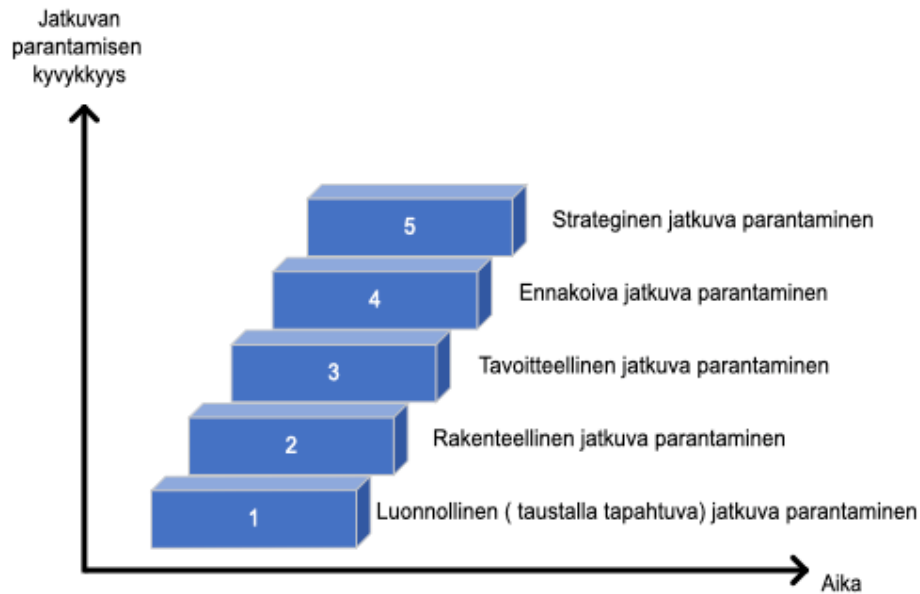 Jatkuvan
parantamisen
kyvykkyys
5
Strateginen jatkuva parantaminen
4
Ennakoiva jatkuva parantaminen
3
Tavoitteellinen jatkuva parantaminen
2
Rakenteellinen jatkuva parantaminen
1
Luonnollinen ( taustalla tapahtuva) jatkuva parantaminen
Aika